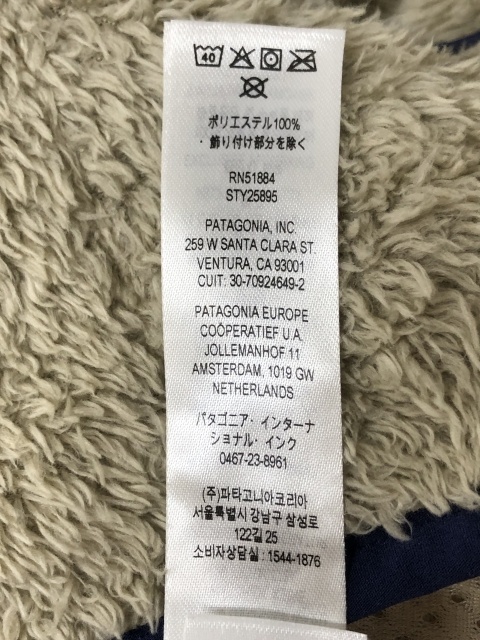 40
ポリエステル100%
・飾り付け部分を除く
RN51884
STY25895
PATAGONIA, INC.
259 W SANTA CLARA ST.
VENTURA, CA 93001
CUIT: 30-70924649-2
PATAGONIA EUROPE
COÖPERATIEF U.A.
JOLLEMANHOF 11
AMSTERDAM, 1019 GW
NETHERLANDS
パタゴニア・インターナ
ショナル・インク
0467-23-8961
(주)파타고니아코리아
서울특별시 강남구 삼성로
122길 25
소비자상담실 : 1544-1876